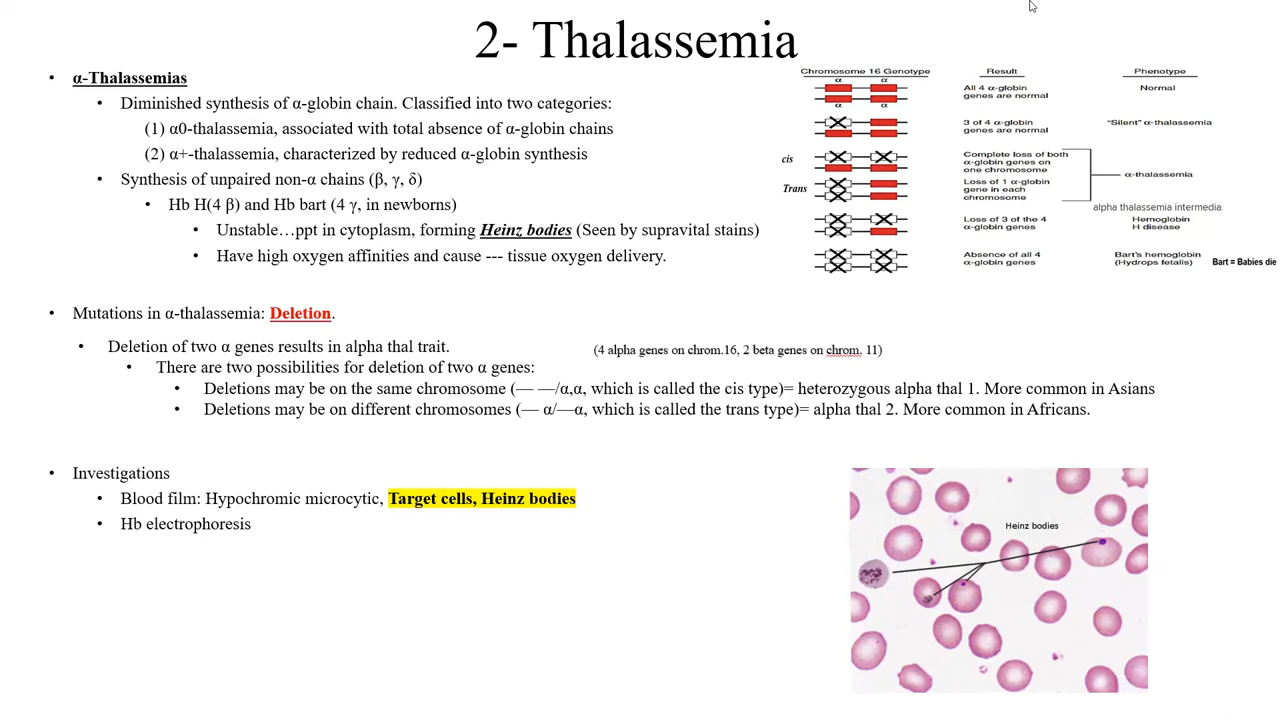 2- Thalassemia
• α-Thalassemias
• Diminished synthesis of α-globin chain. Classified into two categories:
(1) α0-thalassemia, associated with total absence of α-globin chains
(2) α+-thalassemia, characterized by reduced α-globin synthesis
• Synthesis of unpaired non-α chains (β, γ, δ)
• Hb H(4 β) and Hb bart (4 γ, in newborns)
• Unstable…ppt in cytoplasm, forming Heinz bodies (Seen by supravital stains)
• Have high oxygen affinities and cause --- tissue oxygen delivery.
Chromosome 16 Genotype Result Phenotype
α α
α α
All 4 α-globin
genes are normal
Normal
3 of 4 α-globin
genes are normal
"Silent" α-thalassemia
cis
Complete loss of both
α-globin genes on
one chromosome
Trans
Loss of 1 α-globin
gene in each
chromosome
α-thalassemia
alpha thalassemia intermedia.
Loss of 3 of the 4
α-globin genes
Hemoglobin
H disease
Absence of all 4
α-globin genes
Bart's hemoglobin
(Hydrops fetalis)
Bart = Babies die
• Mutations in α-thalassemia: Deletion.
• Deletion of two α genes results in alpha thal trait.
(4 alpha genes on chrom.16, 2 beta genes on chrom. 11)
• There are two possibilities for deletion of two α genes:
• Deletions may be on the same chromosome (— —/α,α, which is called the cis type)= heterozygous alpha thal 1. More common in Asians
• Deletions may be on different chromosomes (— α/—α, which is called the trans type)= alpha thal 2. More common in Africans.
• Investigations
• Blood film: Hypochromic microcytic, Target cells, Heinz bodies
• Hb electrophoresis
Heinz bodies